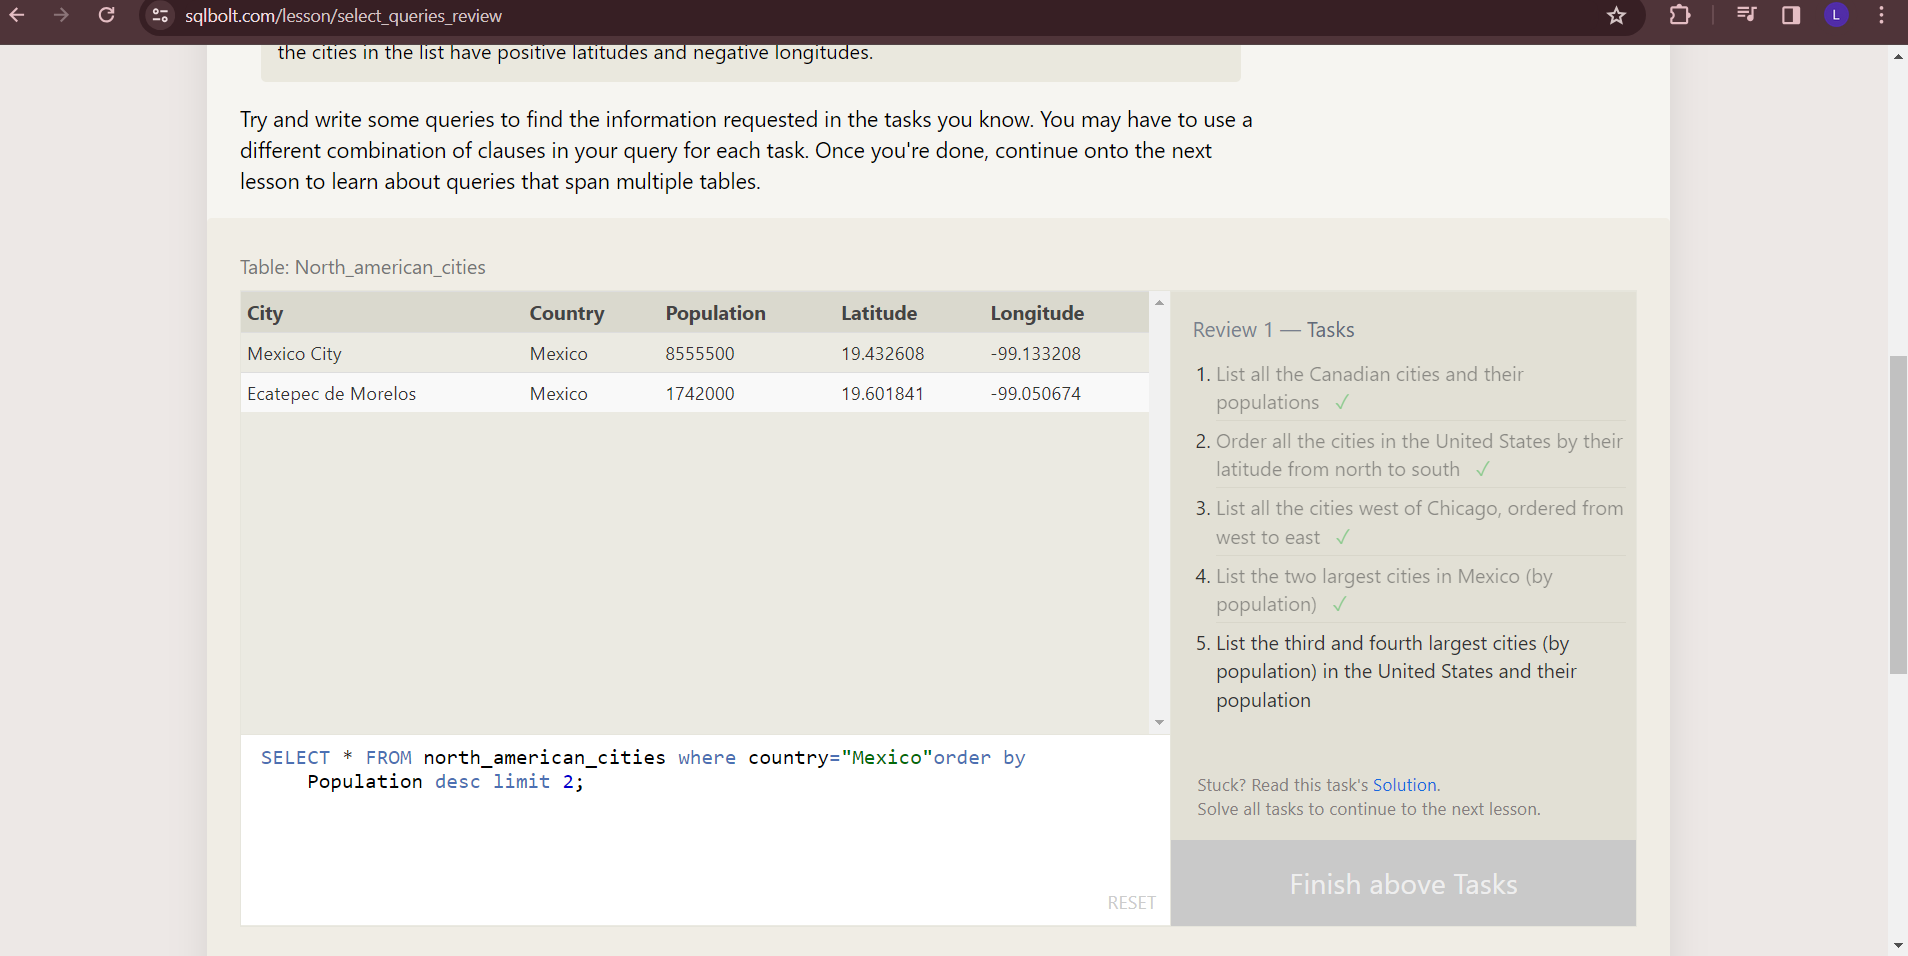 sqlbolt.com/lesson/select_queries_review
L
the cities in the list have positive latitudes and negative longitudes.
Try and write some queries to find the information requested in the tasks you know. You may have to use a
different combination of clauses in your query for each task. Once you're done, continue onto the next
lesson to learn about queries that span multiple tables.
Table: North_american_cities
City Country Population Latitude Longitude
Mexico City Mexico 8555500 19.432608 -99.133208
Ecatepec de Morelos Mexico 1742000 19.601841 -99.050674
SELECT * FROM north_american_cities where country="Mexico"order by
Population desc limit 2;
RESET
Review 1 — Tasks
1. List all the Canadian cities and their
populations ✓
2. Order all the cities in the United States by their
latitude from north to south ✓
3. List all the cities west of Chicago, ordered from
west to east ✓
4. List the two largest cities in Mexico (by
population) ✓
5. List the third and fourth largest cities (by
population) in the United States and their
population
Stuck? Read this task's Solution.
Solve all tasks to continue to the next lesson.
Finish above Tasks